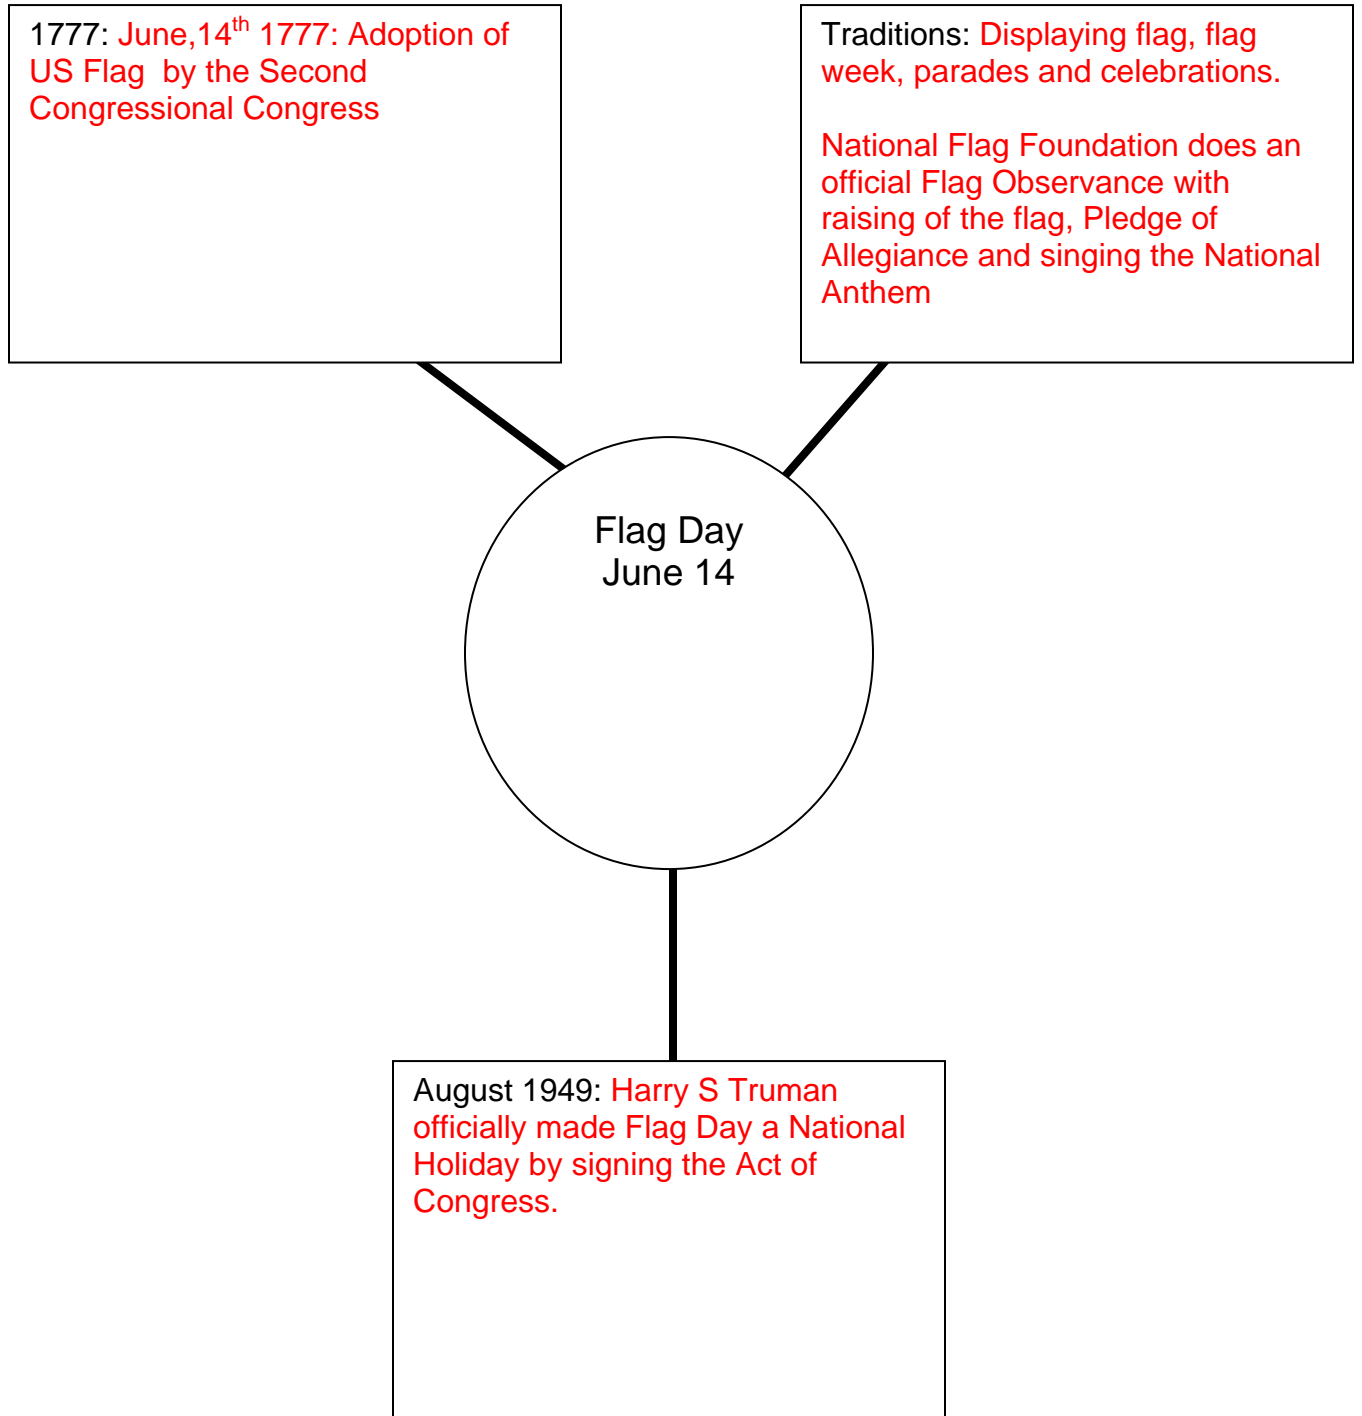 1777: June,14th 1777: Adoption of
US Flag  by the Second
Congressional Congress
Traditions: Displaying flag, flag
week, parades and celebrations.
National Flag Foundation does an
official Flag Observance with
raising of the flag, Pledge of
Allegiance and singing the National
Anthem
Flag Day
June 14
August 1949: Harry S Truman
officially made Flag Day a National
Holiday by signing the Act of
Congress.